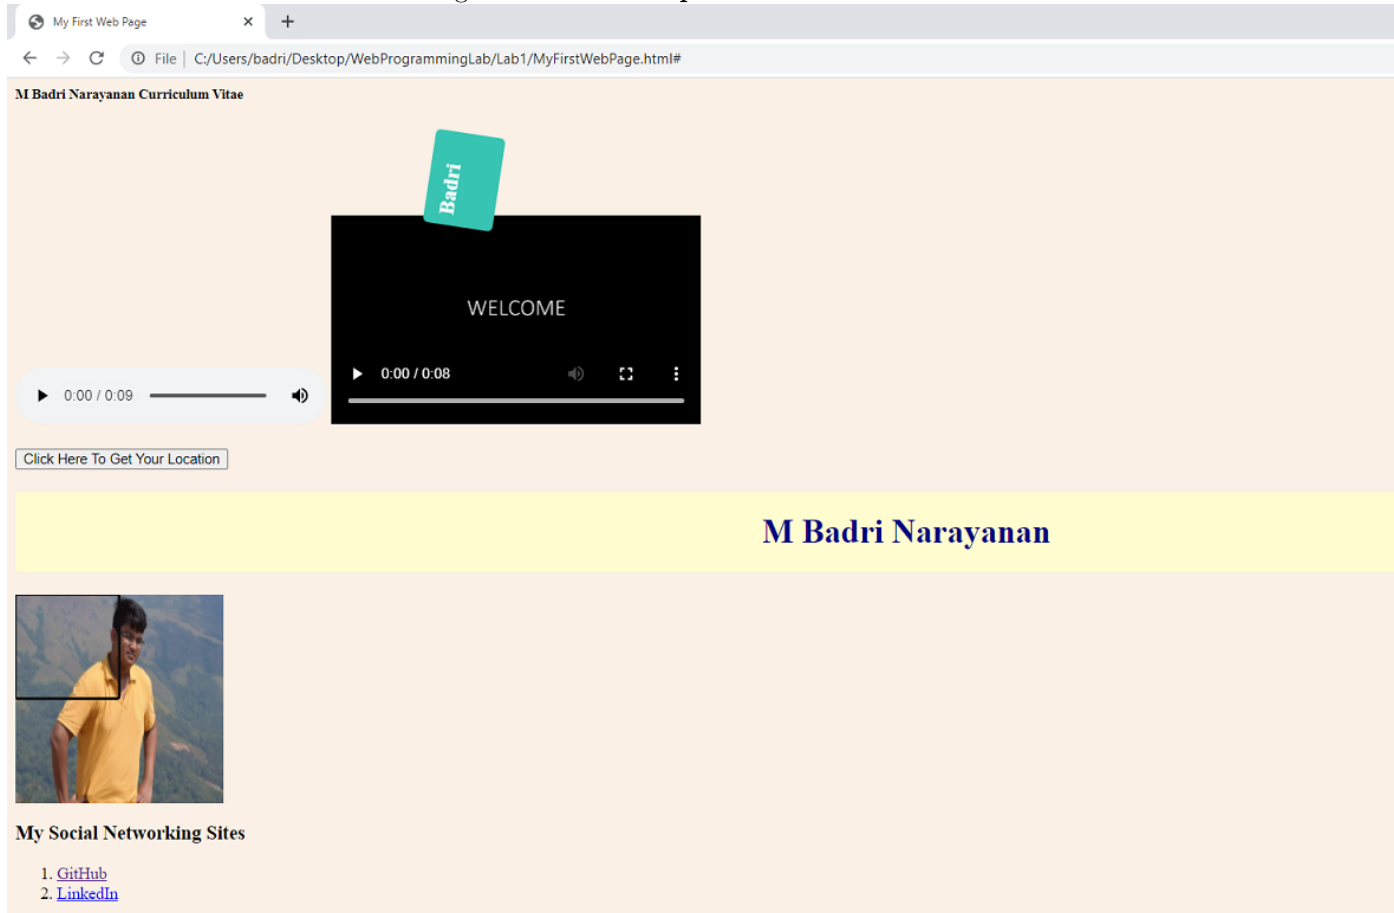 My First Web Page
File | C:/Users/badri/Desktop/WebProgrammingLab/Lab1/MyFirstWebPage.html#
M Badri Narayanan Curriculum Vitae
Badri
WELCOME
0:00 / 0:08
0:00 / 0:09
Click Here To Get Your Location
M Badri Narayanan
My Social Networking Sites
1. GitHub
2. LinkedIn